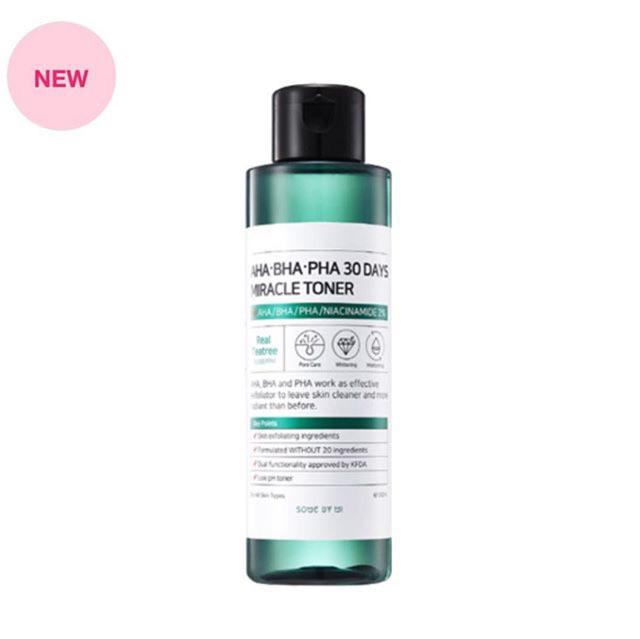 NEW
AHA·BHA·PHA 30 DAYS
MIRACLE TONER
AHA/BHA/PHA/NIACINAMIDE 2%
Real
Teatree
Pore Care
Whitening
AHA, BHA and PHA work as effective
exfoliator to leave skin cleaner and more
radiant than before.
Key Points
Skin exfoliating ingredients
Formulated WITHOUT 20 ingredients
Dual functionality approved by KFDA
Low pH toner
All Skin Types
SOME BY MI